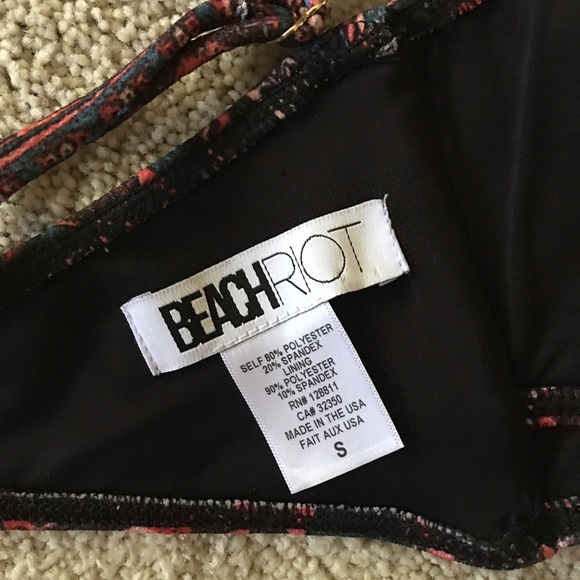 BEACHRIOT
SELF 80% POLYESTER
20% SPANDEX
LINING
90% POLYESTER
10% SPANDEX
RN# 128811
CA# 32350
MADE IN THE USA
FAIT AUX USA
S